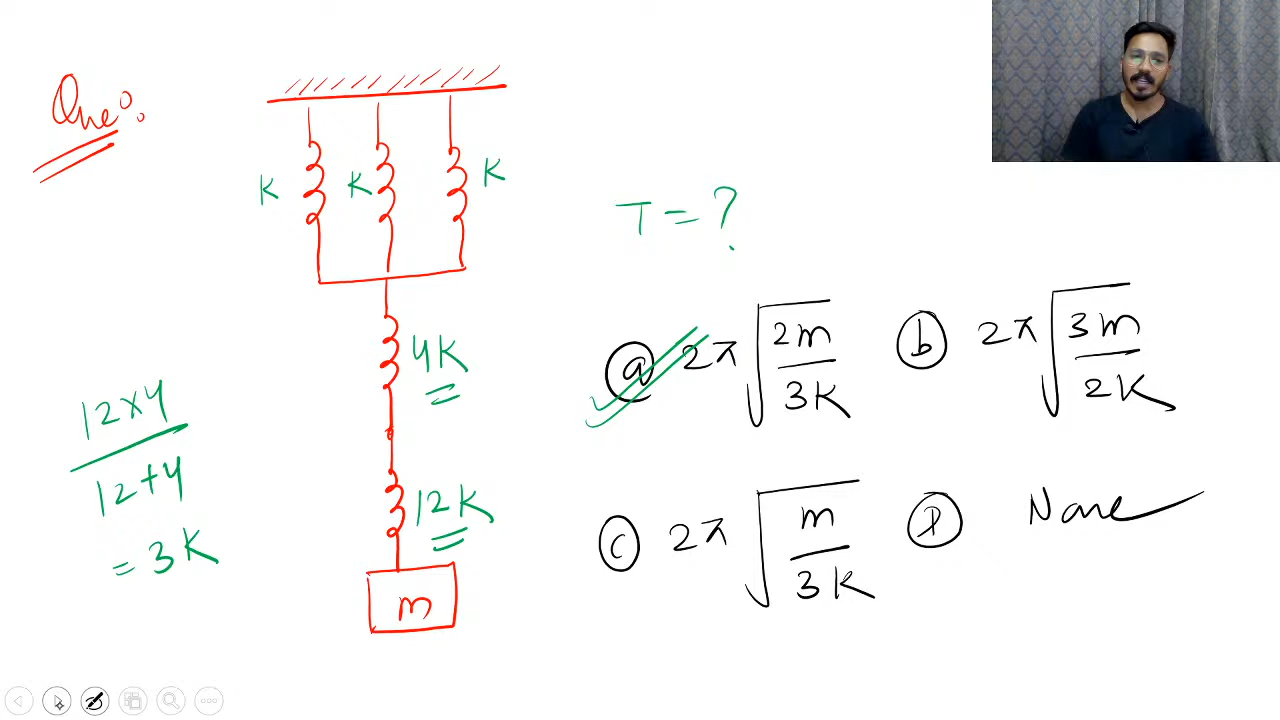 Que:
K K K
T = ?
4K
12K
m
12×4
12+4
= 3K
a 2π √ 2m
3K
b 2π √ 3m
2K
c 2π √ m
3K
D None